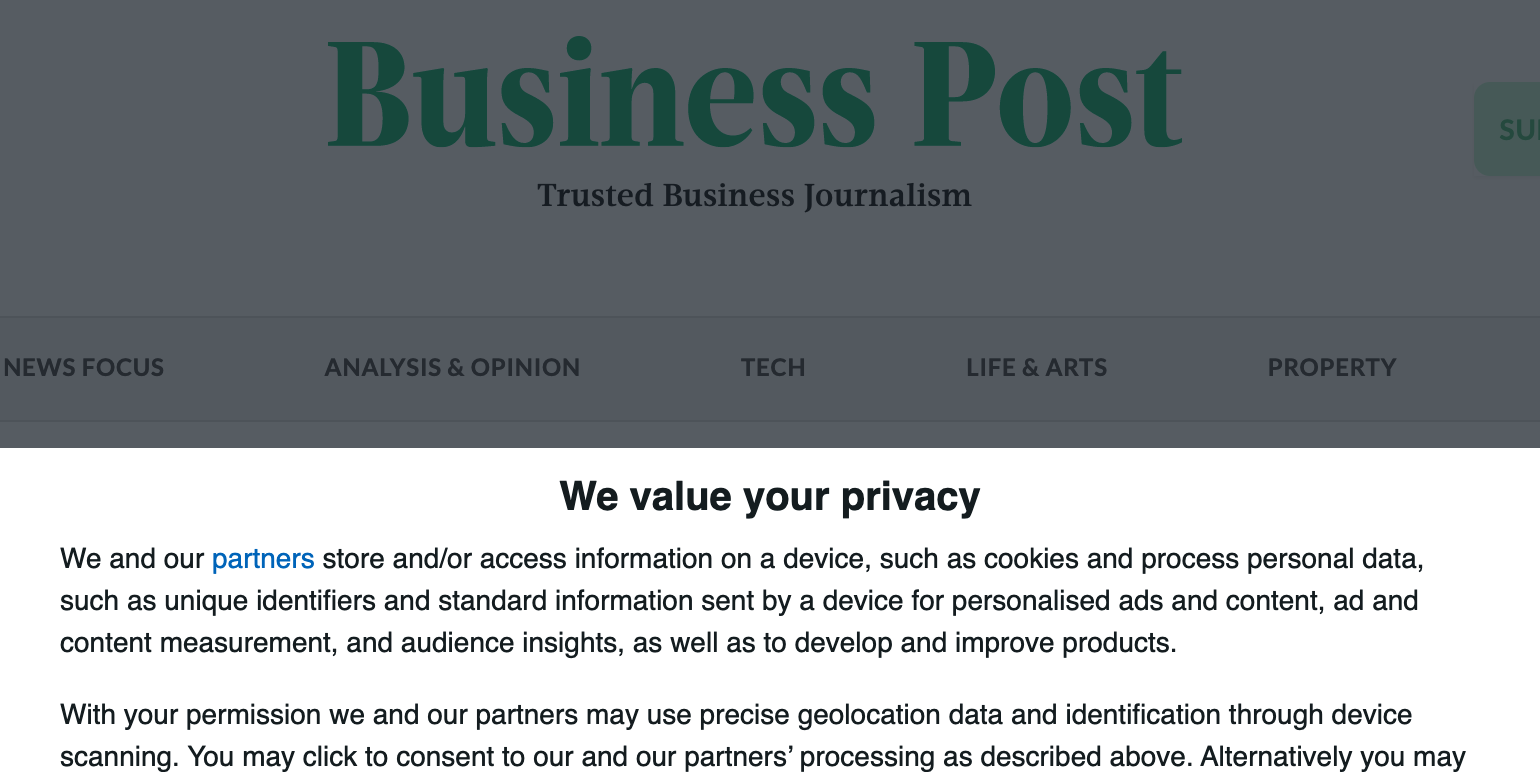 Business Post
Trusted Business Journalism
NEWS FOCUS ANALYSIS & OPINION TECH LIFE & ARTS PROPERTY
We value your privacy
We and our partners store and/or access information on a device, such as cookies and process personal data,
such as unique identifiers and standard information sent by a device for personalised ads and content, ad and
content measurement, and audience insights, as well as to develop and improve products.
With your permission we and our partners may use precise geolocation data and identification through device
scanning. You may click to consent to our and our partners’ processing as described above. Alternatively you may